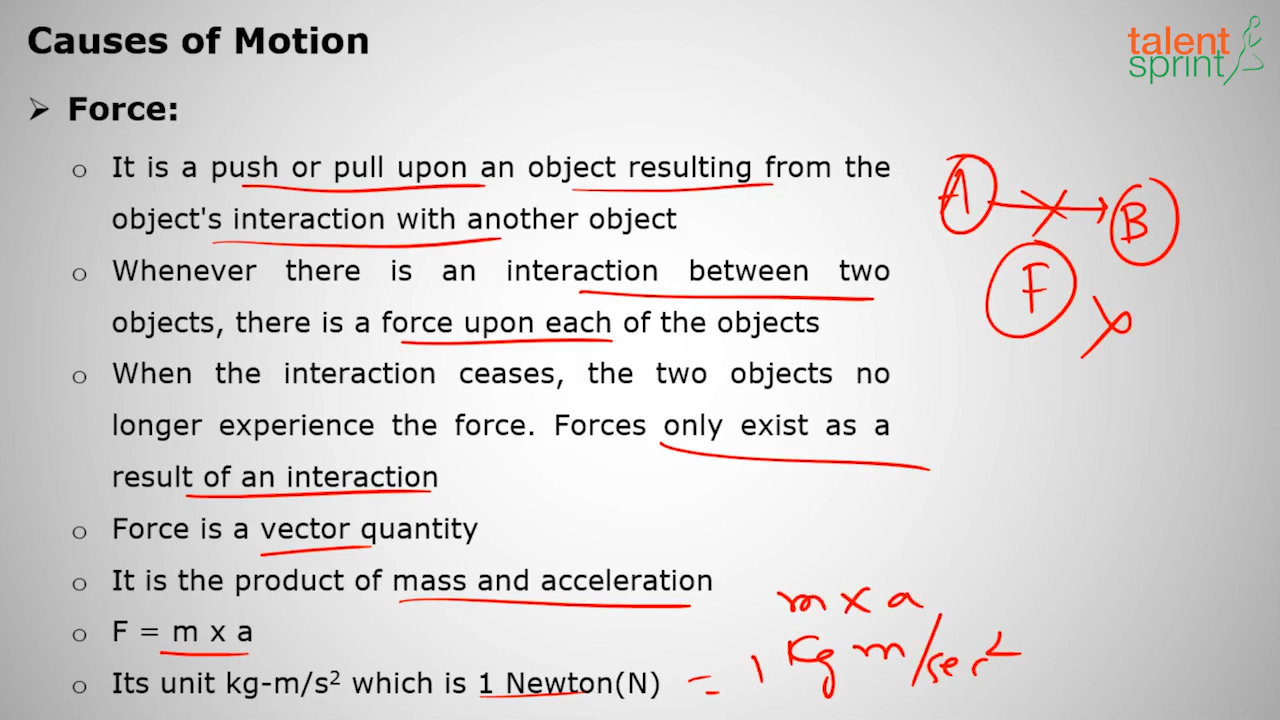 Causes of Motion
talent
sprint
➢ Force:
o It is a push or pull upon an object resulting from the
object's interaction with another object
o Whenever there is an interaction between two
objects, there is a force upon each of the objects
o When the interaction ceases, the two objects no
longer experience the force. Forces only exist as a
result of an interaction
o Force is a vector quantity
o It is the product of mass and acceleration
o F = m x a
o Its unit kg-m/s² which is 1 Newton(N)
A B
F
m x a
= 1 Kg m/sec²